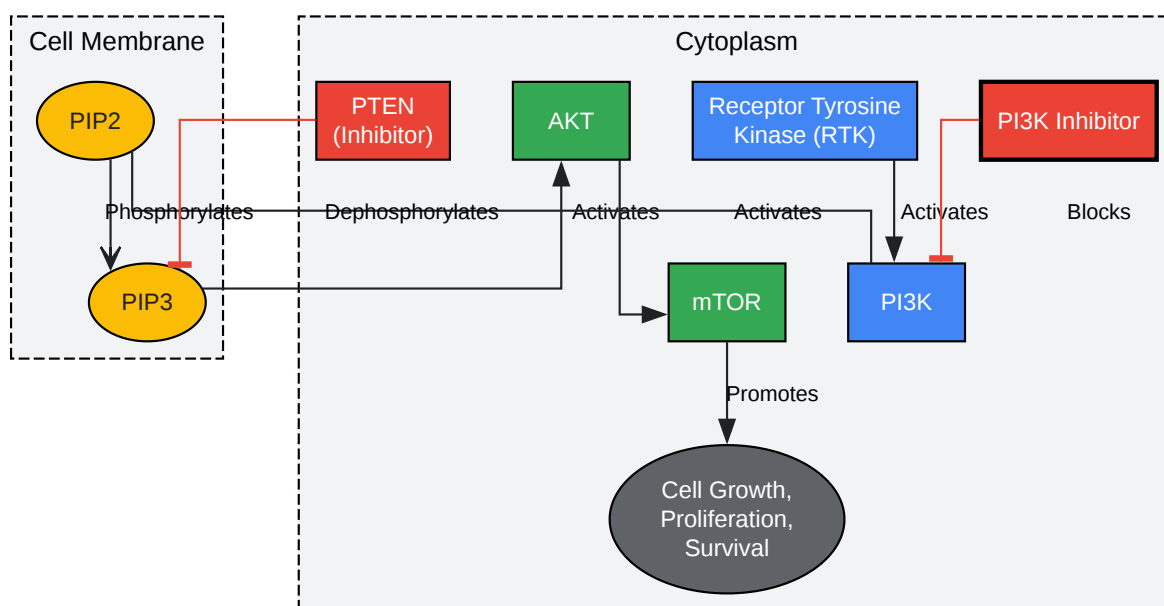 Cell Membrane
Cytoplasm
PIP2
PTEN
(Inhibitor)
AKT
Receptor Tyrosine
Kinase (RTK)
PI3K Inhibitor
Phosphorylates
Dephosphorylates
Activates
Activates
Activates
Blocks
PIP3
mTOR
PI3K
Promotes
Cell Growth,
Proliferation,
Survival